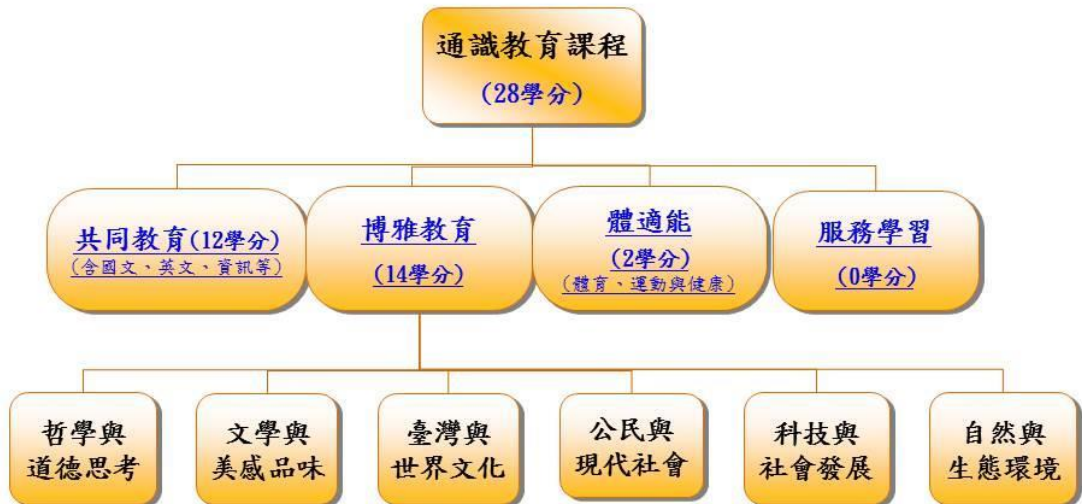 通識教育課程
(28學分)
共同教育(12學分)
(含國文、英文、資訊等)
博雅教育
(14學分)
體適能
(2學分)
(體育、運動與健康)
服務學習
(0學分)
哲學與
道德思考
文學與
美感品味
臺灣與
世界文化
公民與
現代社會
科技與
社會發展
自然與
生態環境